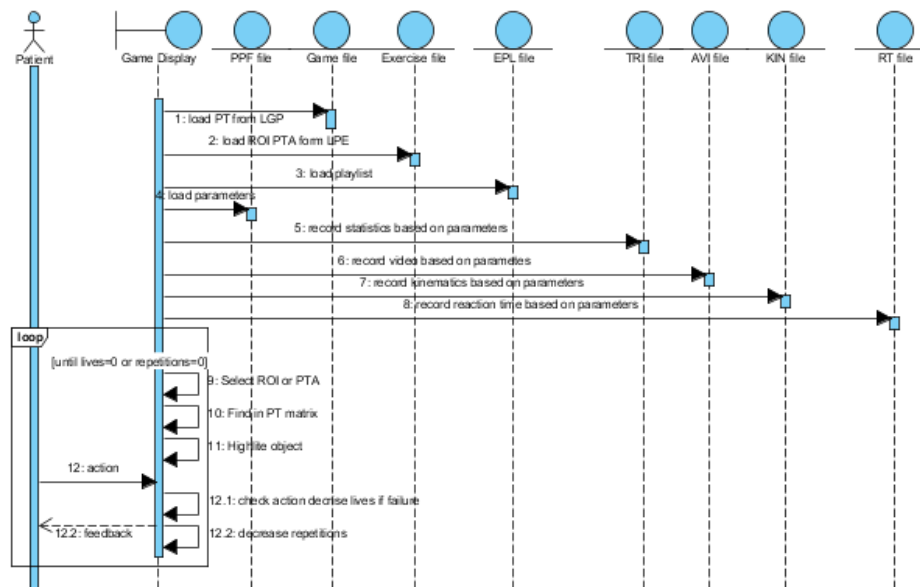 Patient
Game Display
PPF file
Game file
Exercise file
EPL file
TRI file
AVI file
KIN file
RT file
1: load PT from LGP
2: load ROI PTA form LPE
3: load playlist
4: load parameters
5: record statistics based on parameters
6: record video based on parametes
7: record kinematics based on parameters
8: record reaction time based on parameters
loop
[until lives=0 or repetitions=0]
9: Select ROI or PTA
10: Find in PT matrix
11: Highlite object
12: action
12.1: check action decrise lives if failure
12.2: feedback
12.2: decrease repetitions